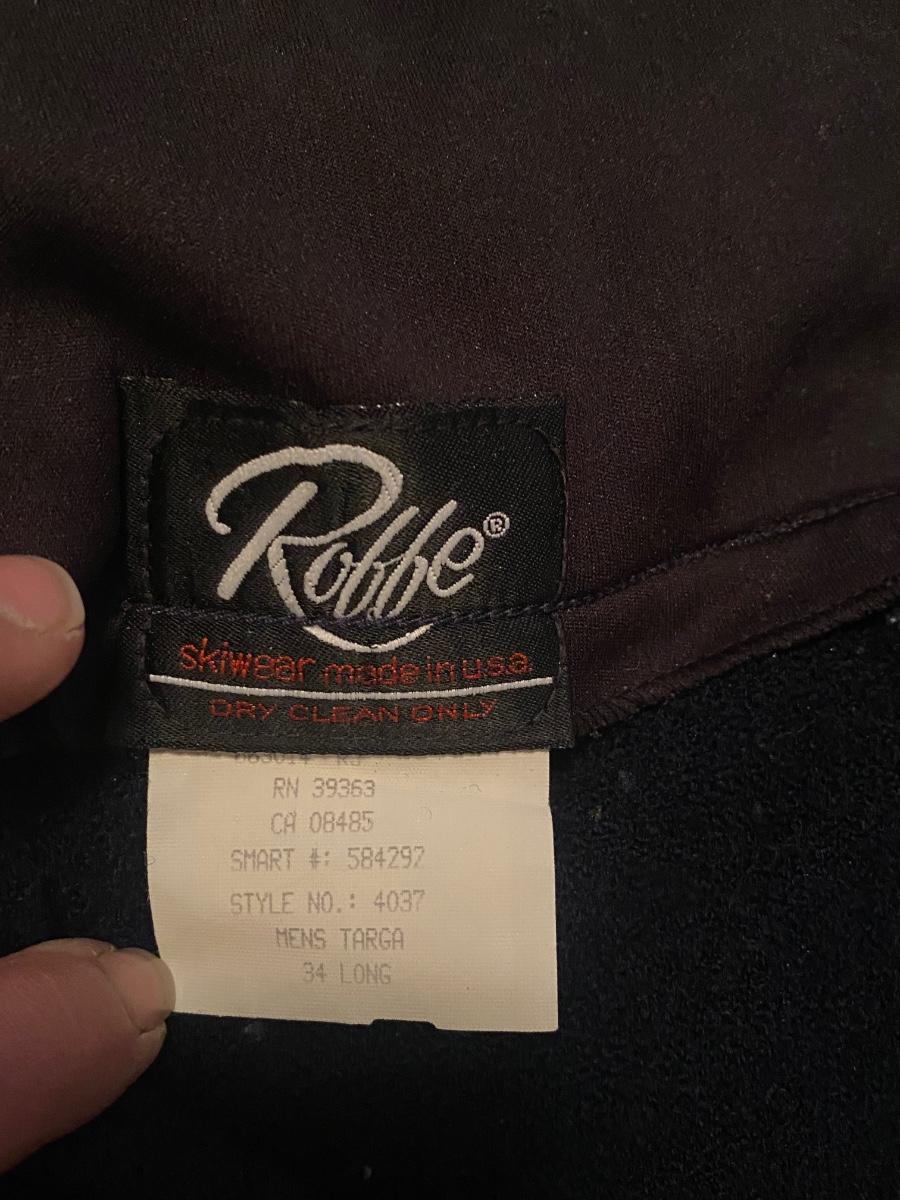 Roffe®
skiwear made in u.s.a.
DRY CLEAN ONLY
RN 39363
CA 08485
SMART #: 584292
STYLE NO.: 4037
MENS TARGA
34 LONG